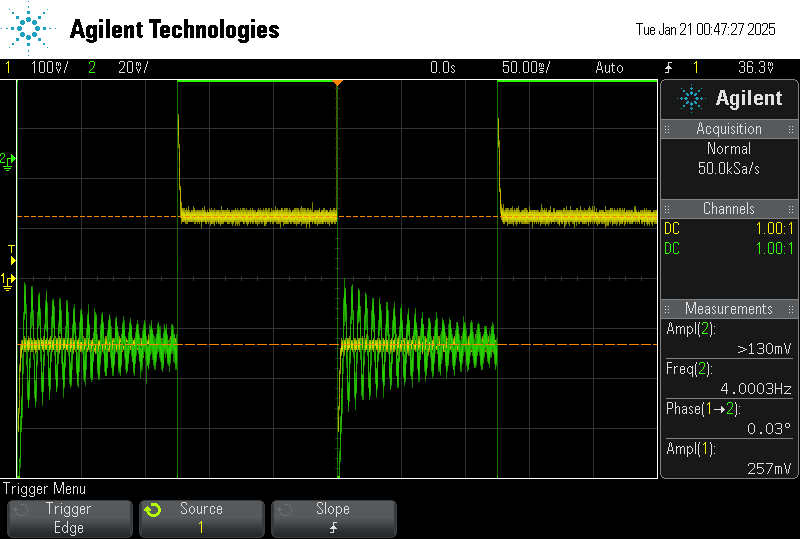 Agilent Technologies
Tue Jan 21 00:47:27 2025
1 100mV/ 2 20mV/ 0.0s 50.00ms/ Auto 1 36.3mV
2
T
1
Agilent
Acquisition
Normal
50.0kSa/s
Channels
DC 1.00:1
DC 1.00:1
Measurements
Ampl(2):
>130mV
Freq(2):
4.0003Hz
Phase(1→2):
0.03°
Ampl(1):
257mV
Trigger Menu
Trigger
Edge
Source
1
Slope